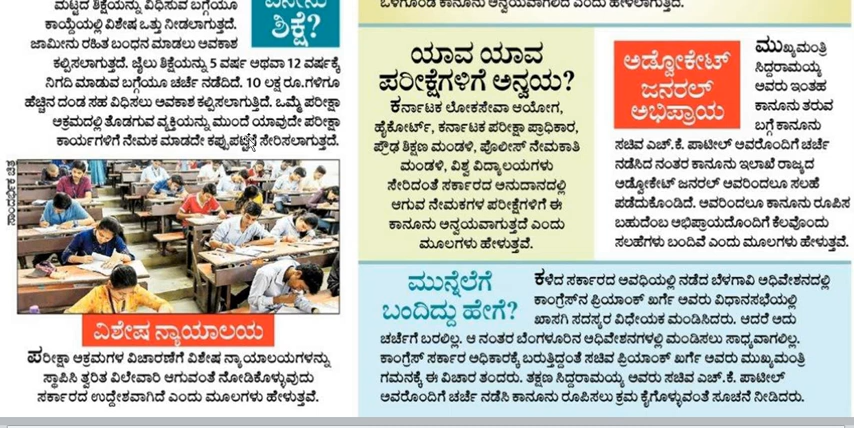 ಮಟ್ಟದ ಶಿಕ್ಷೆಯನ್ನು ವಿಧಿಸುವ ಬಗ್ಗೆಯೂ
ಕಾಯ್ದೆಯಲ್ಲಿ ವಿಶೇಷ ಒತ್ತು ನೀಡಲಾಗುತ್ತದೆ.
ಜಾಮೀನು ರಹಿತ ಬಂಧನ ಮಾಡಲು ಅವಕಾಶ
ಕಲ್ಪಿಸಲಾಗುತ್ತದೆ. ಜೈಲು ಶಿಕ್ಷೆಯನ್ನು 5 ವರ್ಷ ಅಥವಾ 12 ವರ್ಷಕ್ಕೆ
ನಿಗದಿ ಮಾಡುವ ಬಗ್ಗೆಯೂ ಚರ್ಚೆ ನಡೆದಿದೆ. 10 ಲಕ್ಷ ರೂ.ಗಳಿಗೂ
ಹೆಚ್ಚಿನ ದಂಡ ಸಹ ವಿಧಿಸಲು ಅವಕಾಶ ಕಲ್ಪಿಸಲಾಗುತ್ತಿದೆ. ಒಮ್ಮೆ ಪರೀಕ್ಷಾ
ಅಕ್ರಮದಲ್ಲಿ ತೊಡಗುವ ವ್ಯಕ್ತಿಯನ್ನು ಮುಂದೆ ಯಾವುದೇ ಪರೀಕ್ಷಾ
ಕಾರ್ಯಗಳಿಗೆ ನೇಮಕ ಮಾಡದೇ ಕಪ್ಪುಪಟ್ಟಿಗೆ ಸೇರಿಸಲಾಗುತ್ತದೆ.
ಶಿಕ್ಷೆ?
ಸಾಂದರ್ಭಿಕ ಚಿತ್ರ
ವಿಶೇಷ ನ್ಯಾಯಾಲಯ
ಪರೀಕ್ಷಾ ಅಕ್ರಮಗಳ ವಿಚಾರಣೆಗೆ ವಿಶೇಷ ನ್ಯಾಯಾಲಯಗಳನ್ನು
ಸ್ಥಾಪಿಸಿ ತ್ವರಿತ ವಿಲೇವಾರಿ ಆಗುವಂತೆ ನೋಡಿಕೊಳ್ಳುವುದು
ಸರ್ಕಾರದ ಉದ್ದೇಶವಾಗಿದೆ ಎಂದು ಮೂಲಗಳು ಹೇಳುತ್ತವೆ.
ಒಳಗೊಂಡ ಕಾನೂನು ಅನ್ವಯವಾಗಲಿದೆ ಎಂದು ಹೇಳಲಾಗುತ್ತಿದೆ.
ಯಾವ ಯಾವ
ಪರೀಕ್ಷೆಗಳಿಗೆ ಅನ್ವಯ?
ಕರ್ನಾಟಕ ಲೋಕಸೇವಾ ಆಯೋಗ,
ಹೈಕೋರ್ಟ್, ಕರ್ನಾಟಕ ಪರೀಕ್ಷಾ ಪ್ರಾಧಿಕಾರ,
ಪ್ರೌಢ ಶಿಕ್ಷಣ ಮಂಡಳಿ, ಪೊಲೀಸ್ ನೇಮಕಾತಿ
ಮಂಡಳಿ, ವಿಶ್ವ ವಿದ್ಯಾಲಯಗಳು
ಸೇರಿದಂತೆ ಸರ್ಕಾರದ ಅನುದಾನದಲ್ಲಿ
ಆಗುವ ನೇಮಕಗಳ ಪರೀಕ್ಷೆಗಳಿಗೆ ಈ
ಕಾನೂನು ಅನ್ವಯವಾಗುತ್ತದೆ ಎಂದು
ಮೂಲಗಳು ಹೇಳುತ್ತವೆ.
ಅಡ್ವೋಕೇಟ್
ಜನರಲ್
ಅಭಿಪ್ರಾಯ
ಮುಖ್ಯಮಂತ್ರಿ
ಸಿದ್ದರಾಮಯ್ಯ
ಅವರು ಇಂತಹ
ಕಾನೂನು ತರುವ
ಬಗ್ಗೆ ಕಾನೂನು
ಸಚಿವ ಎಚ್.ಕೆ. ಪಾಟೀಲ್ ಅವರೊಂದಿಗೆ ಚರ್ಚೆ
ನಡೆಸಿದ ನಂತರ ಕಾನೂನು ಇಲಾಖೆ ರಾಜ್ಯದ
ಅಡ್ವೋಕೆಟ್ ಜನರಲ್ ಅವರಿಂದಲೂ ಸಲಹೆ
ಪಡೆದುಕೊಂಡಿದೆ. ಅವರಿಂದಲೂ ಕಾನೂನು ರೂಪಿಸ
ಬಹುದೆಂಬ ಅಭಿಪ್ರಾಯದೊಂದಿಗೆ ಕೆಲವೊಂದು
ಸಲಹೆಗಳು ಬಂದಿವೆ ಎಂದು ಮೂಲಗಳು ಹೇಳುತ್ತವೆ.
ಮುನ್ನೆಲೆಗೆ
ಬಂದಿದ್ದು ಹೇಗೆ?
ಕಳೆದ ಸರ್ಕಾರದ ಅವಧಿಯಲ್ಲಿ ನಡೆದ ಬೆಳಗಾವಿ ಅಧಿವೇಶನದಲ್ಲಿ
ಕಾಂಗ್ರೆಸ್‌ನ ಪ್ರಿಯಾಂಕ್ ಖರ್ಗೆ ಅವರು ವಿಧಾನಸಭೆಯಲ್ಲಿ
ಖಾಸಗಿ ಸದಸ್ಯರ ವಿಧೇಯಕ ಮಂಡಿಸಿದರು. ಆದರೆ ಅದು
ಚರ್ಚೆಗೆ ಬರಲಿಲ್ಲ. ಆ ನಂತರ ಬೆಂಗಳೂರಿನ ಅಧಿವೇಶನಗಳಲ್ಲಿ ಮಂಡಿಸಲು ಸಾಧ್ಯವಾಗಲಿಲ್ಲ.
ಕಾಂಗ್ರೆಸ್ ಸರ್ಕಾರ ಅಧಿಕಾರಕ್ಕೆ ಬರುತ್ತಿದ್ದಂತೆ ಸಚಿವ ಪ್ರಿಯಾಂಕ್ ಖರ್ಗೆ ಅವರು ಮುಖ್ಯಮಂತ್ರಿ
ಗಮನಕ್ಕೆ ಈ ವಿಚಾರ ತಂದರು. ತಕ್ಷಣ ಸಿದ್ದರಾಮಯ್ಯ ಅವರು ಸಚಿವ ಎಚ್.ಕೆ. ಪಾಟೀಲ್
ಅವರೊಂದಿಗೆ ಚರ್ಚೆ ನಡೆಸಿ ಕಾನೂನು ರೂಪಿಸಲು ಕ್ರಮ ಕೈಗೊಳ್ಳುವಂತೆ ಸೂಚನೆ ನೀಡಿದರು.